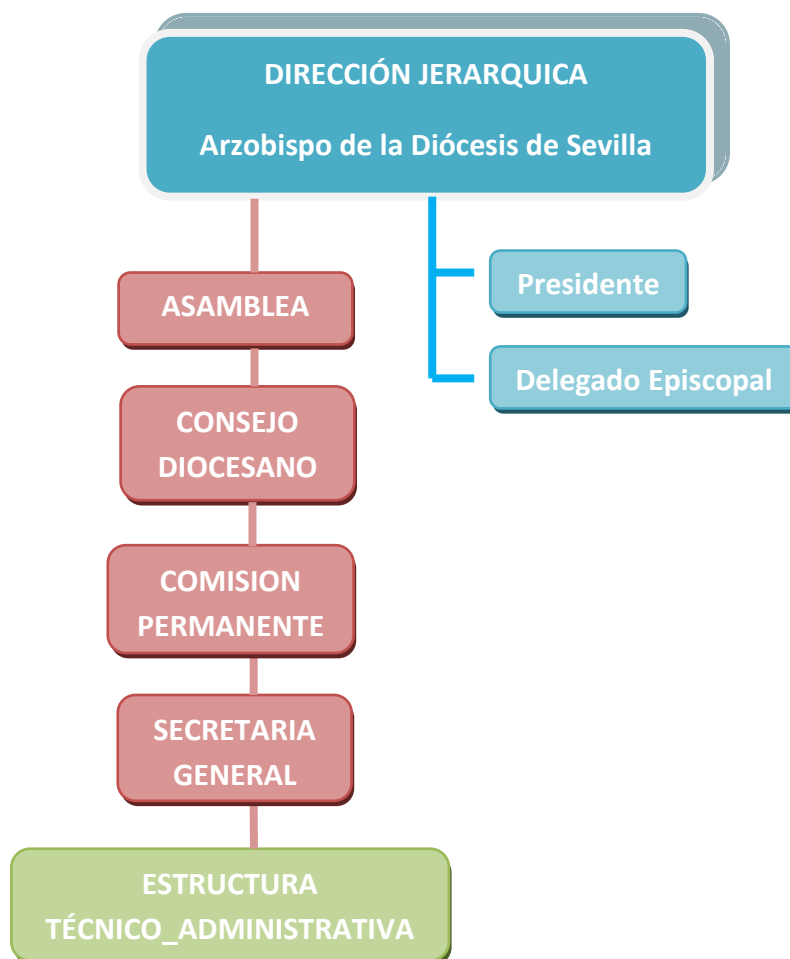 DIRECCIÓN JERARQUICA
Arzobispo de la Diócesis de Sevilla
Presidente
ASAMBLEA
Delegado Episcopal
CONSEJO
DIOCESANO
COMISION
PERMANENTE
SECRETARIA
GENERAL
ESTRUCTURA
TÉCNICO_ADMINISTRATIVA